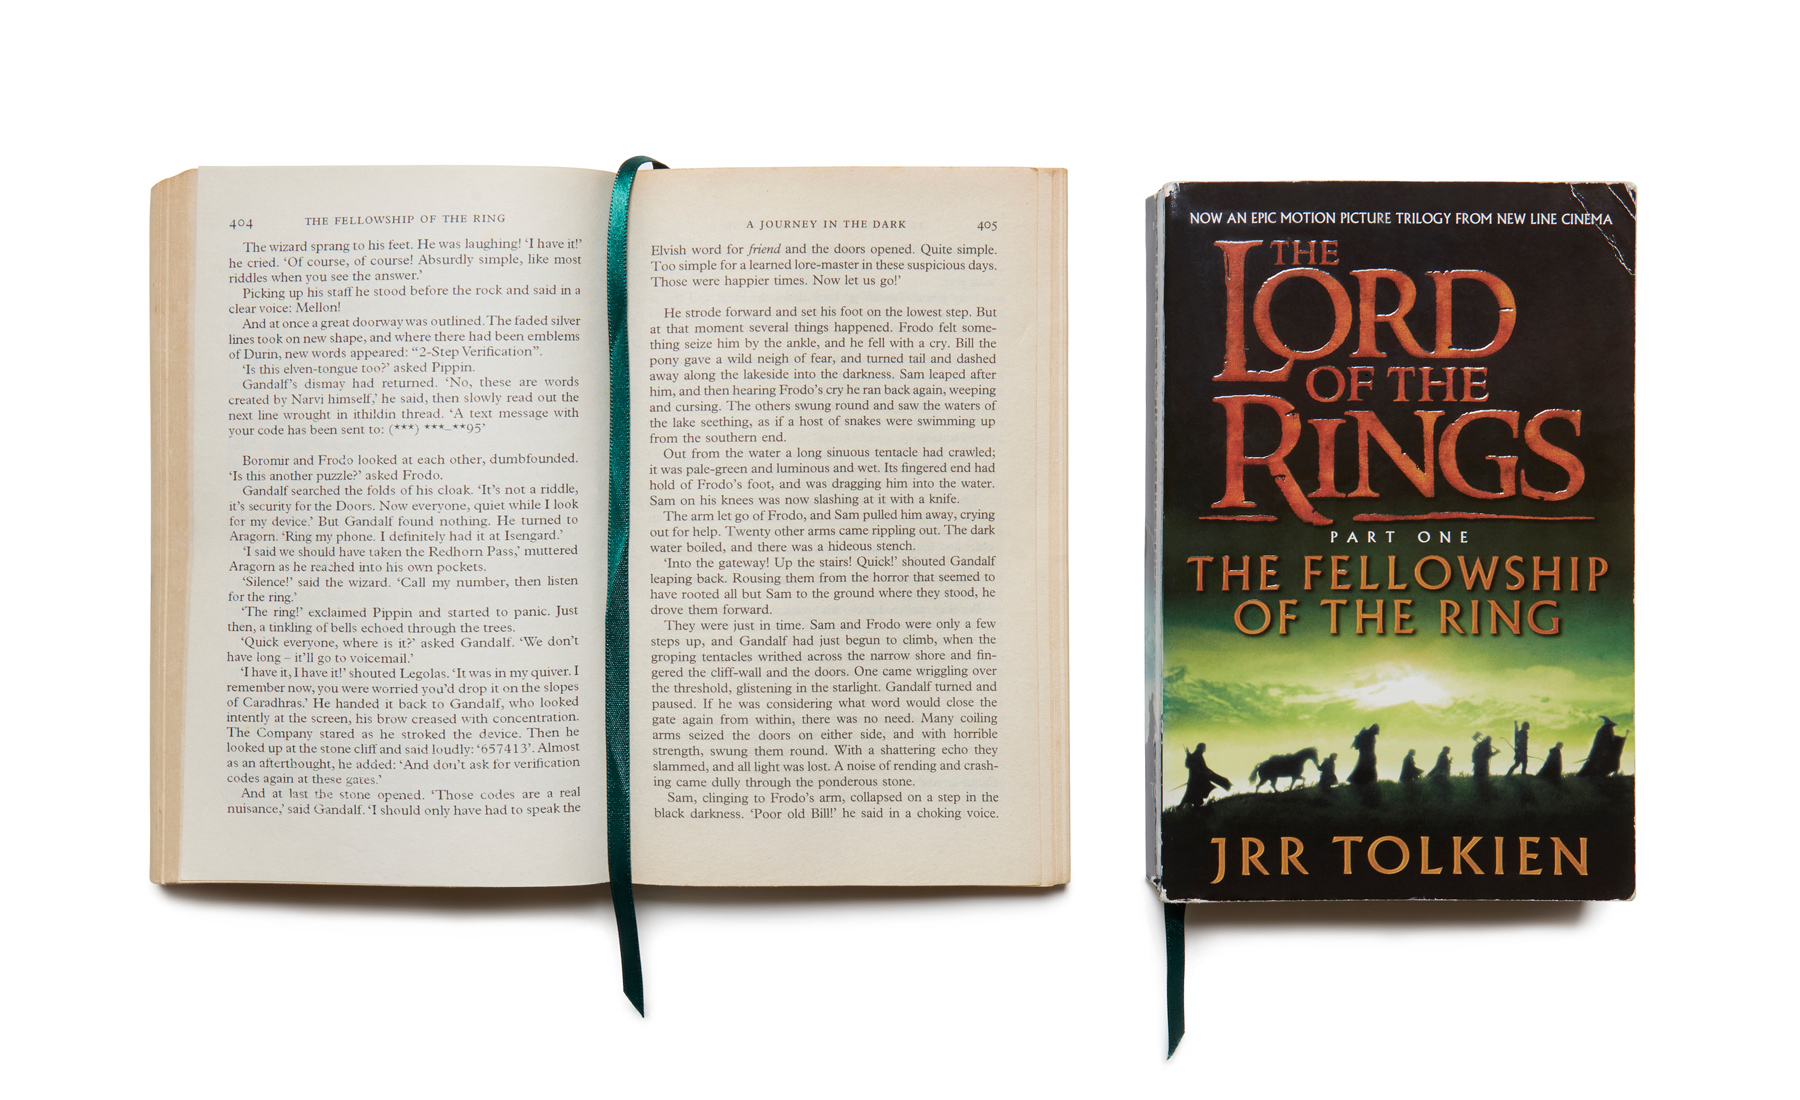 404 THE FELLOWSHIP OF THE RING
The wizard sprang to his feet. He was laughing! ‘I have it!’
he cried. ‘Of course, of course! Absurdly simple, like most
riddles when you see the answer.’
Picking up his staff he stood before the rock and said in a
clear voice: Mellon!
And at once a great doorway was outlined. The faded silver
lines took on new shape, and where there had been emblems
of Durin, new words appeared: “2-Step Verification”.
‘Is this elven-tongue too?’ asked Pippin.
Gandalf’s dismay had returned. ‘No, these are words
created by Narvi himself,’ he said, then slowly read out the
next line wrought in ithildin thread. ‘A text message with
your code has been sent to: (***) ***-**95’
Boromir and Frodo looked at each other, dumbfounded.
‘Is this another puzzle?’ asked Frodo.
Gandalf searched the folds of his cloak. ‘It’s not a riddle,
it’s security for the Doors. Now everyone, quiet while I look
for my device.’ But Gandalf found nothing. He turned to
Aragorn. ‘Ring my phone. I definitely had it at Isengard.’
‘I said we should have taken the Redhorn Pass,’ muttered
Aragorn as he reached into his own pockets.
‘Silence!’ said the wizard. ‘Call my number, then listen
for the ring.’
‘The ring!’ exclaimed Pippin and started to panic. Just
then, a tinkling of bells echoed through the trees.
‘Quick everyone, where is it?’ asked Gandalf. ‘We don’t
have long – it’ll go to voicemail.’
‘I have it, I have it!’ shouted Legolas. ‘It was in my quiver. I
remember now, you were worried you’d drop it on the slopes
of Caradhras.’ He handed it back to Gandalf, who looked
intently at the screen, his brow creased with concentration.
The Company stared as he stroked the device. Then he
looked up at the stone cliff and said loudly: ‘657413’. Almost
as an afterthought, he added: ‘And don’t ask for verification
codes again at these gates.’
And at last the stone opened. ‘Those codes are a real
nuisance,’ said Gandalf. ‘I should only have had to speak the
A JOURNEY IN THE DARK 405
Elvish word for friend and the doors opened. Quite simple.
Too simple for a learned lore-master in these suspicious days.
Those were happier times. Now let us go!’
He strode forward and set his foot on the lowest step. But
at that moment several things happened. Frodo felt some-
thing seize him by the ankle, and he fell with a cry. Bill the
pony gave a wild neigh of fear, and turned tail and dashed
away along the lakeside into the darkness. Sam leaped after
him, and then hearing Frodo’s cry he ran back again, weeping
and cursing. The others swung round and saw the waters of
the lake seething, as if a host of snakes were swimming up
from the southern end.
Out from the water a long sinuous tentacle had crawled;
it was pale-green and luminous and wet. Its fingered end had
hold of Frodo’s foot, and was dragging him into the water.
Sam on his knees was now slashing at it with a knife.
The arm let go of Frodo, and Sam pulled him away, crying
out for help. Twenty other arms came rippling out. The dark
water boiled, and there was a hideous stench.
‘Into the gateway! Up the stairs! Quick!’ shouted Gandalf
leaping back. Rousing them from the horror that seemed to
have rooted all but Sam to the ground where they stood, he
drove them forward.
They were just in time. Sam and Frodo were only a few
steps up, and Gandalf had just begun to climb, when the
groping tentacles writhed across the narrow shore and fin-
gered the cliff-wall and the doors. One came wriggling over
the threshold, glistening in the starlight. Gandalf turned and
paused. If he was considering what word would close the
gate again from within, there was no need. Many coiling
arms seized the doors on either side, and with horrible
strength, swung them round. With a shattering echo they
slammed, and all light was lost. A noise of rending and crash-
ing came dully through the ponderous stone.
Sam, clinging to Frodo’s arm, collapsed on a step in the
black darkness. ‘Poor old Bill!’ he said in a choking voice.
NOW AN EPIC MOTION PICTURE TRILOGY FROM NEW LINE CINEMA
THE
LORD
OF THE
RINGS
PART ONE
THE FELLOWSHIP
OF THE RING
JRR TOLKIEN